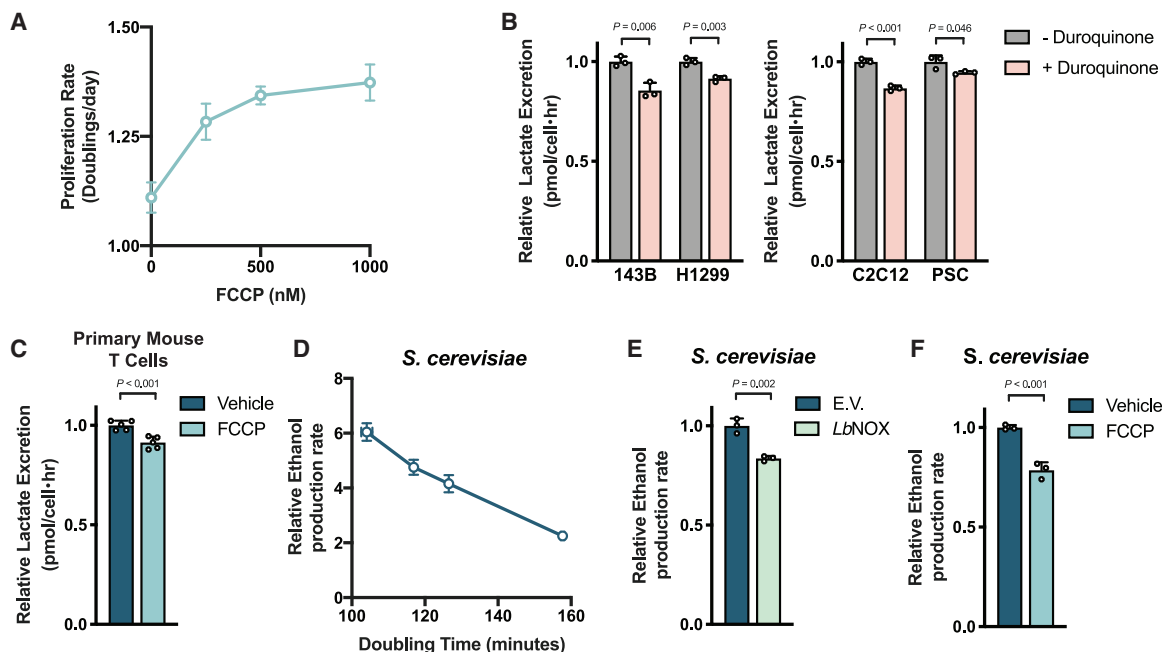 A
1.50
1.25
1.00
Proliferation Rate
(Doublings/day)
0
500
1000
FCCP (nM)
B
P = 0.006
P = 0.003
1.0
0.5
0.0
Relative Lactate Excretion
(pmol/cell•hr)
143B
H1299
P < 0.001
P = 0.046
1.0
0.5
0.0
Relative Lactate Excretion
(pmol/cell•hr)
C2C12
PSC
- Duroquinone
+ Duroquinone
C
Primary Mouse
T Cells
P < 0.001
Vehicle
FCCP
1.0
0.5
0.0
Relative Lactate Excretion
(pmol/cell•hr)
D
S. cerevisiae
8
6
4
2
0
Relative Ethanol
production rate
100
120
140
160
Doubling Time (minutes)
E
S. cerevisiae
P = 0.002
E.V.
LbNOX
1.0
0.5
0.0
Relative Ethanol
production rate
F
S. cerevisiae
P < 0.001
Vehicle
FCCP
1.0
0.5
0.0
Relative Ethanol
production rate